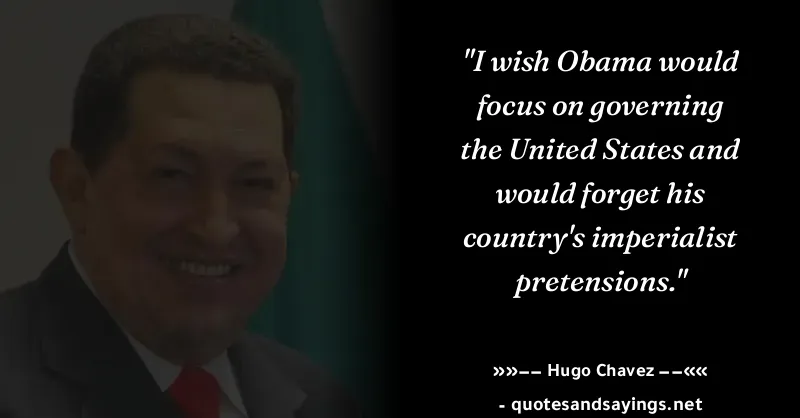 "I wish Obama would
focus on governing
the United States and
would forget his
country's imperialist
pretensions."
»»−− Hugo Chavez −−««
- quotesandsayings.net